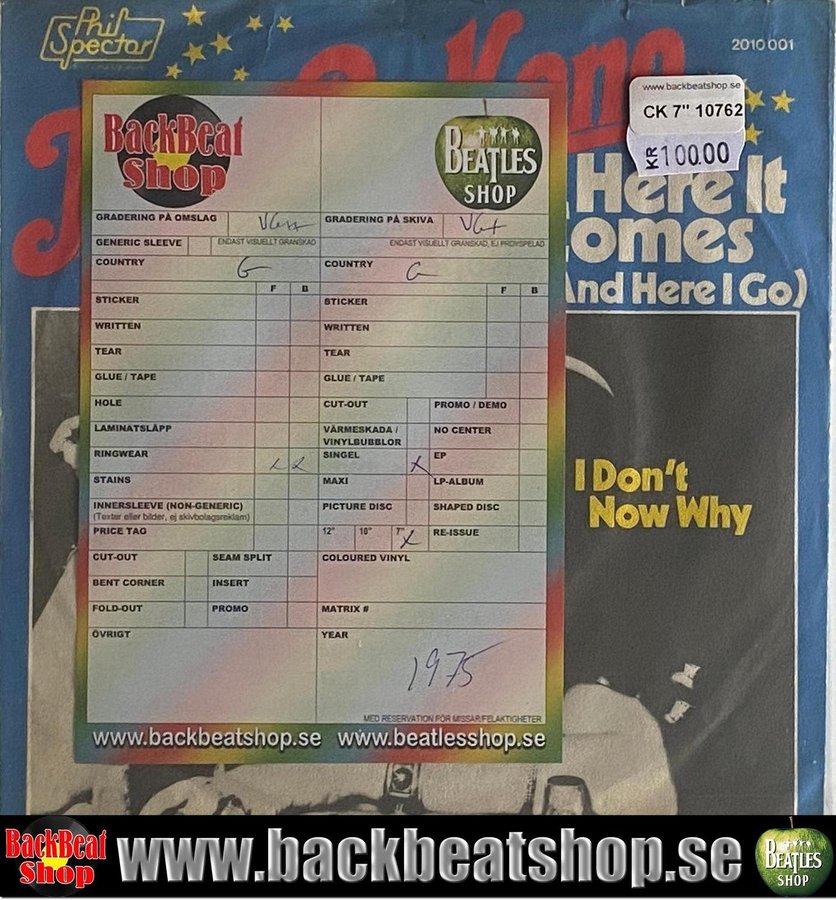 Phil
Spector
2010 001
www.backbeatshop.se
CK 7" 10762
KR 100.00
Here It
omes
And Here I Go)
I Don't
Now Why
BackBeat
Shop
BEATLES
SHOP
GRADERING PÅ OMSLAG
GRADERING PÅ SKIVA VG+
GENERIC SLEEVE ENDAST VISUELLT GRANSKAD
ENDAST VISUELLT GRANSKAD, EJ PROVSPELAD
COUNTRY G
COUNTRY G
F B
F B
STICKER
STICKER
WRITTEN
WRITTEN
TEAR
TEAR
GLUE / TAPE
GLUE / TAPE
HOLE
CUT-OUT PROMO / DEMO
LAMINATSLÄPP
VÄRMESKADA / NO CENTER
VINYLBUBBLOR
RINGWEAR x x
SINGEL x EP
STAINS
MAXI LP-ALBUM
INNERSLEEVE (NON-GENERIC)
(Texter eller bilder, ej skivbolagsreklam)
PICTURE DISC SHAPED DISC
PRICE TAG
12" 10" 7" x RE-ISSUE
CUT-OUT SEAM SPLIT
COLOURED VINYL
BENT CORNER INSERT
FOLD-OUT PROMO
MATRIX #
ÖVRIGT
YEAR
1975
MED RESERVATION FÖR MISSAR/FELAKTIGHETER
www.backbeatshop.se www.beatlesshop.se
BackBeat
Shop
www.backbeatshop.se
BEATLES
SHOP